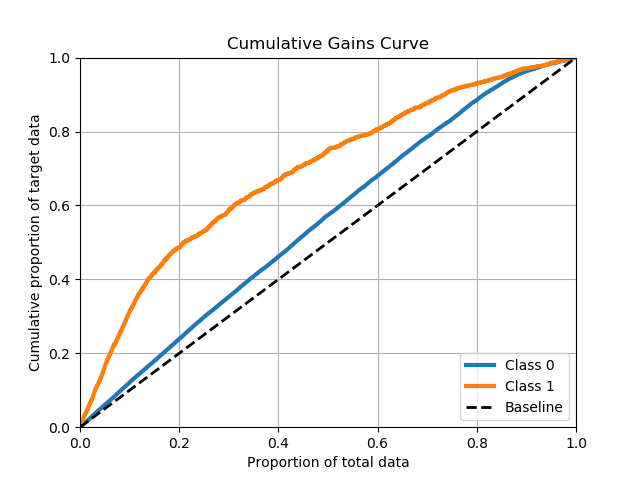 Cumulative Gains Curve
Cumulative proportion of target data
1.0
0.8
0.6
0.4
0.2
0.0
0.0 0.2 0.4 0.6 0.8 1.0
Proportion of total data
Class 0
Class 1
Baseline